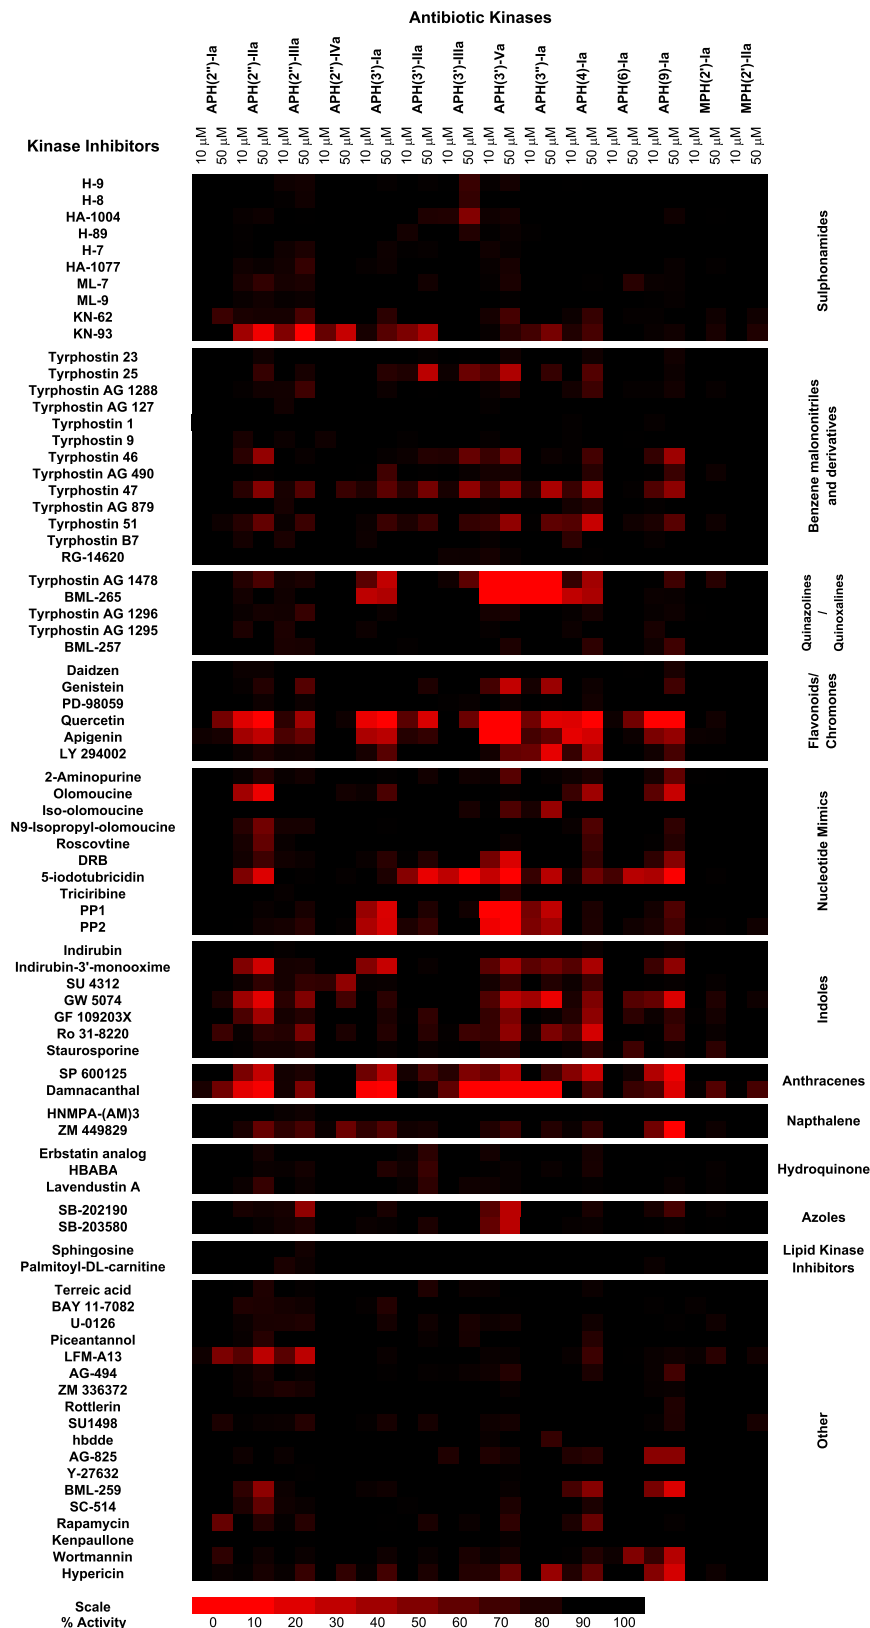 Antibiotic Kinases
APH(2")-Ia
APH(2")-IIa
APH(2")-IIIa
APH(2")-IVa
APH(3')-Ia
APH(3')-IIa
APH(3')-IIIa
APH(3')-Va
APH(3")-Ia
APH(4)-Ia
APH(6)-Ia
APH(9)-Ia
MPH(2')-Ia
MPH(2')-IIa
Kinase Inhibitors
10 µM 50 µM 10 µM 50 µM 10 µM 50 µM 10 µM 50 µM 10 µM 50 µM 10 µM 50 µM 10 µM 50 µM 10 µM 50 µM 10 µM 50 µM 10 µM 50 µM 10 µM 50 µM 10 µM 50 µM 10 µM 50 µM 10 µM 50 µM
H-9
H-8
HA-1004
H-89
H-7
HA-1077
ML-7
ML-9
KN-62
KN-93
Sulphonamides
Tyrphostin 23
Tyrphostin 25
Tyrphostin AG 1288
Tyrphostin AG 127
Tyrphostin 1
Tyrphostin 9
Tyrphostin 46
Tyrphostin AG 490
Tyrphostin 47
Tyrphostin AG 879
Tyrphostin 51
Tyrphostin B7
RG-14620
Benzene malononitriles
and derivatives
Tyrphostin AG 1478
BML-265
Tyrphostin AG 1296
Tyrphostin AG 1295
BML-257
Quinazolines
/
Quinoxalines
Daidzen
Genistein
PD-98059
Quercetin
Apigenin
LY 294002
Flavonoids/
Chromones
2-Aminopurine
Olomoucine
Iso-olomoucine
N9-Isopropyl-olomoucine
Roscovtine
DRB
5-iodotubricidin
Triciribine
PP1
PP2
Nucleotide Mimics
Indirubin
Indirubin-3'-monooxime
SU 4312
GW 5074
GF 109203X
Ro 31-8220
Staurosporine
Indoles
SP 600125
Damnacanthal
Anthracenes
HNMPA-(AM)3
ZM 449829
Napthalene
Erbstatin analog
HBABA
Lavendustin A
Hydroquinone
SB-202190
SB-203580
Azoles
Sphingosine
Palmitoyl-DL-carnitine
Lipid Kinase
Inhibitors
Terreic acid
BAY 11-7082
U-0126
Piceantannol
LFM-A13
AG-494
ZM 336372
Rottlerin
SU1498
hbdde
AG-825
Y-27632
BML-259
SC-514
Rapamycin
Kenpaullone
Wortmannin
Hypericin
Other
Scale
% Activity
0 10 20 30 40 50 60 70 80 90 100